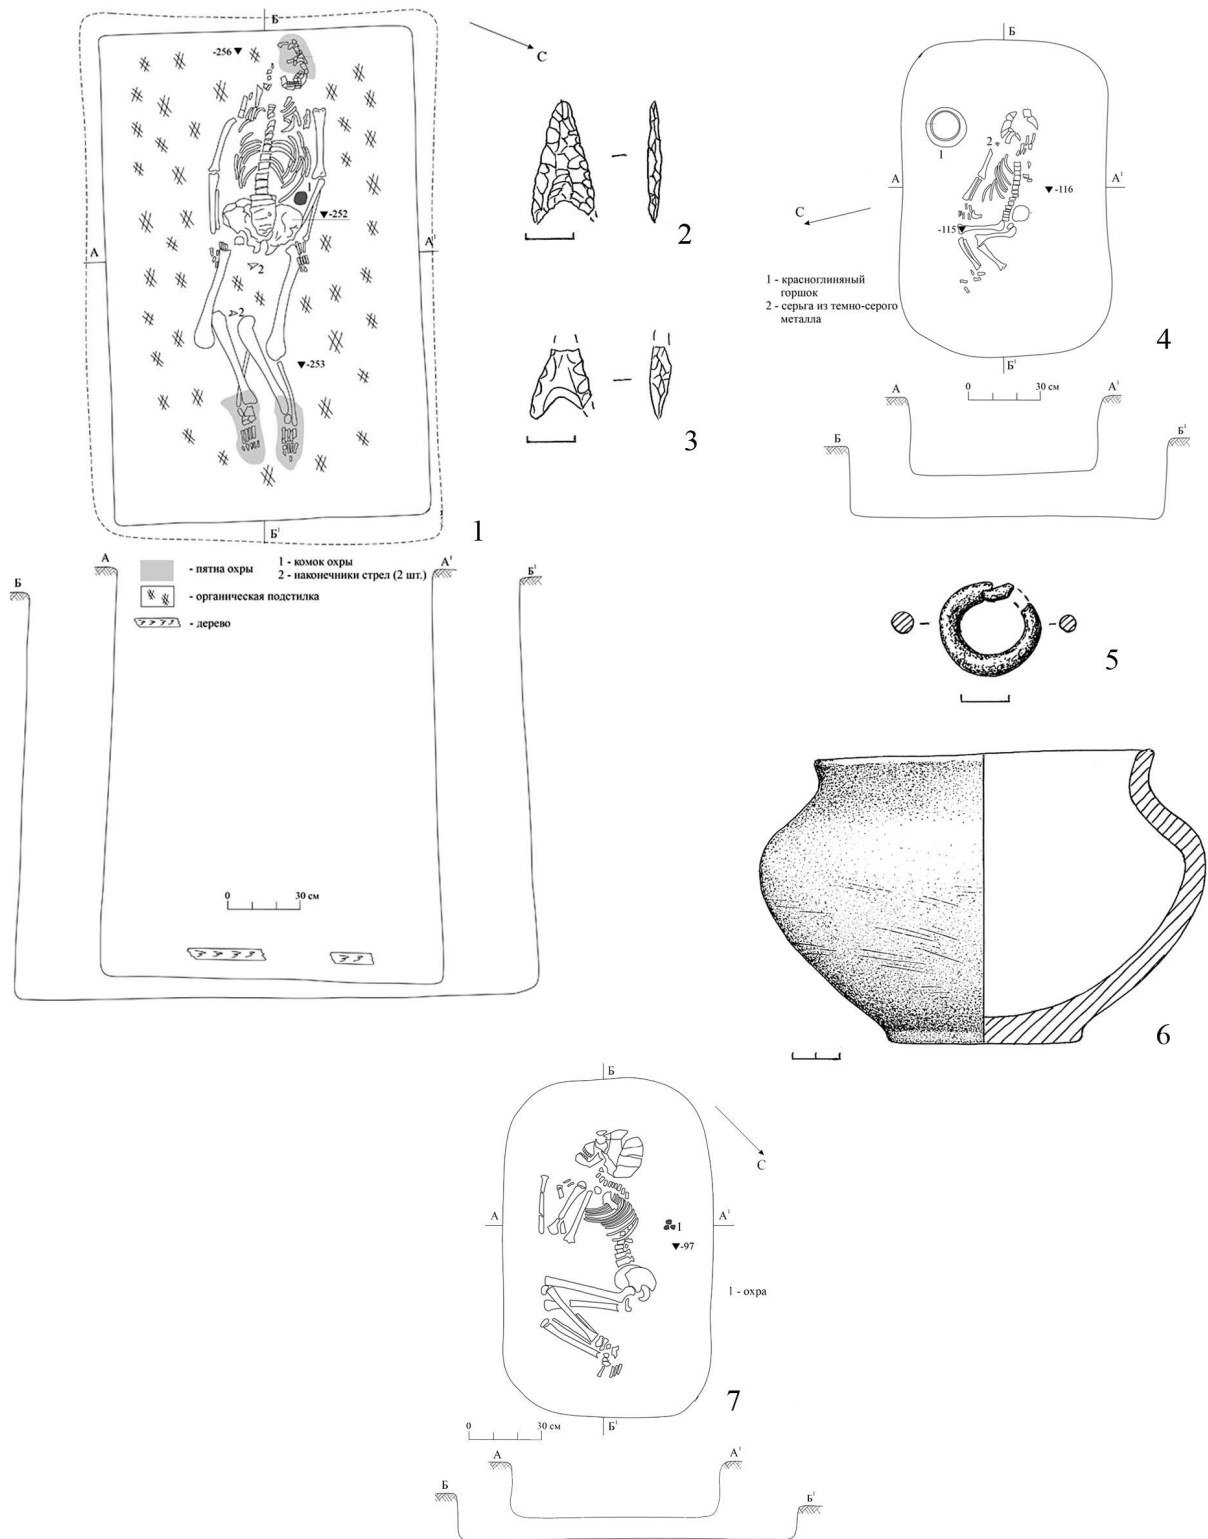 Б
-256
С
1
-252
А
А¹
2
2
-253
Б¹
1
2
3
А
А¹
Б
Б¹
- пятна охры
1 - комок охры
2 - наконечники стрел (2 шт.)
- органическая подстилка
- дерево
0 30 см
Б
1
2
А
А¹
-116
С
-115
1 - красноглиняный
горшок
2 - серьга из темно-серого
металла
4
Б¹
А
0 30 см
А¹
Б
Б¹
5
6
Б
С
А
А¹
1
-97
1 - охра
7
Б¹
0 30 см
А
А¹
Б
Б¹